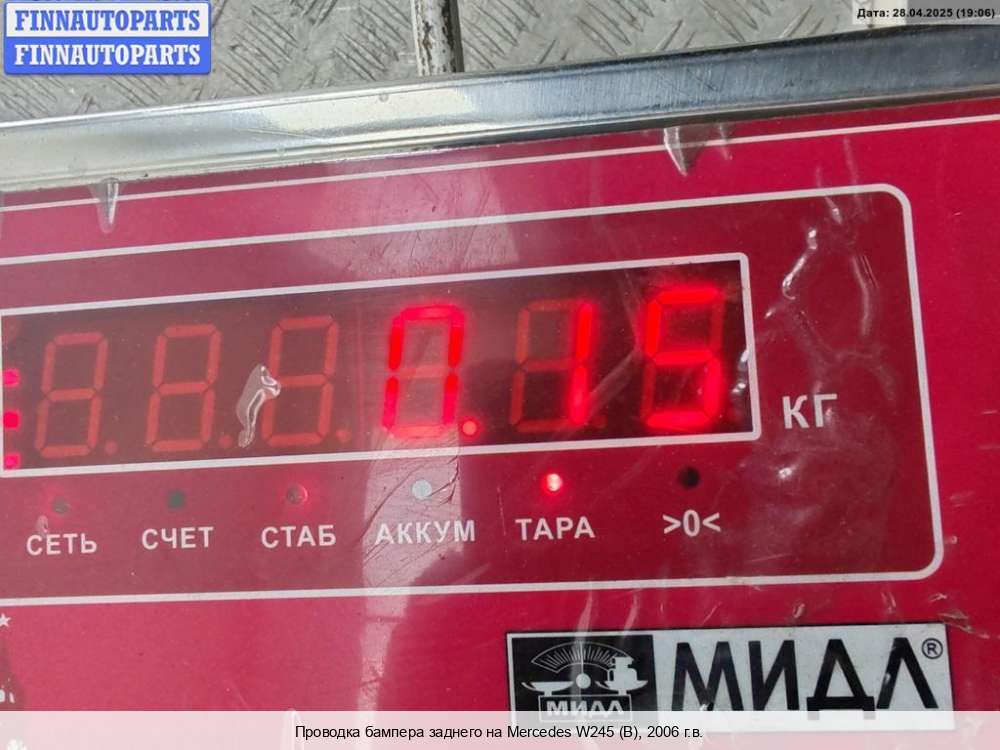 FINNAUTOPARTS
FINNAUTOPARTS
Дата: 28.04.2025 (19:06)
0.15
КГ
СЕТЬ СЧЕТ СТАБ АККУМ ТАРА >0<
МИДЛ МИДЛ®
Проводка бампера заднего на Mercedes W245 (B), 2006 г.в.